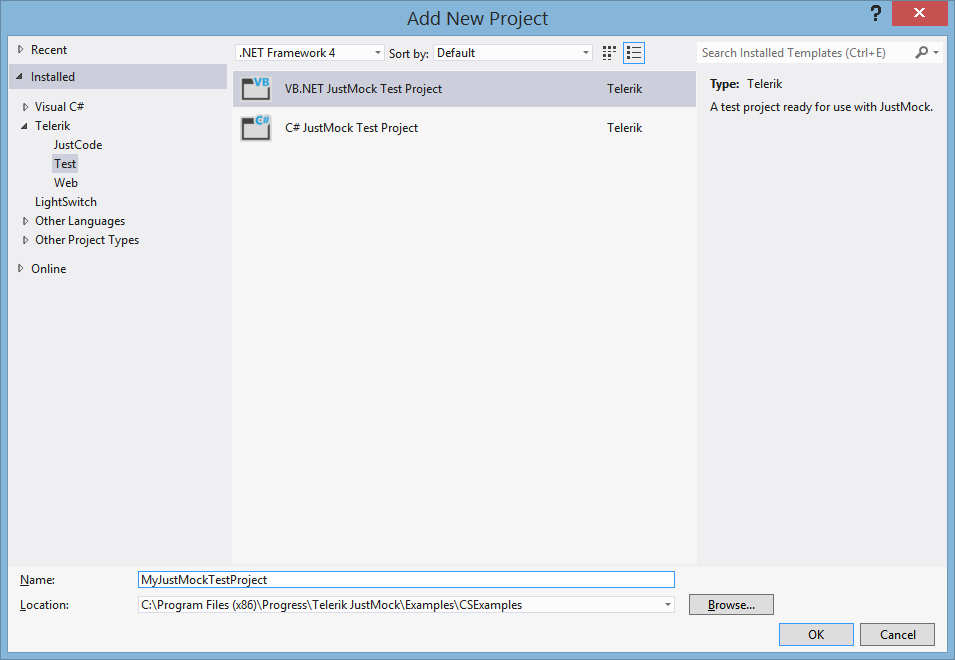 Add New Project
?
Recent
Installed
Visual C#
Telerik
JustCode
Test
Web
LightSwitch
Other Languages
Other Project Types
Online
.NET Framework 4 Sort by: Default
VB VB.NET JustMock Test Project Telerik
C# C# JustMock Test Project Telerik
Search Installed Templates (Ctrl+E)
Type: Telerik
A test project ready for use with JustMock.
Name: MyJustMockTestProject
Location: C:\Program Files (x86)\Progress\Telerik JustMock\Examples\CSExamples Browse...
OK Cancel